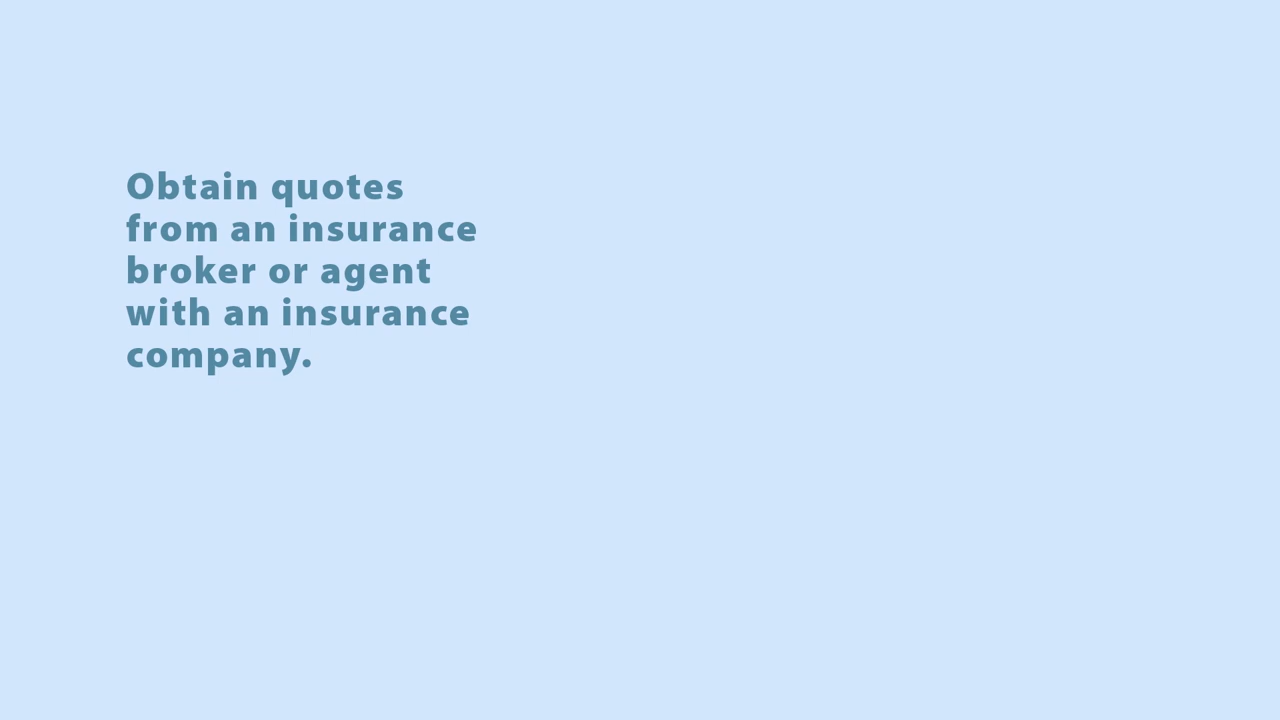 Obtain quotes
from an insurance
broker or agent
with an insurance
company.